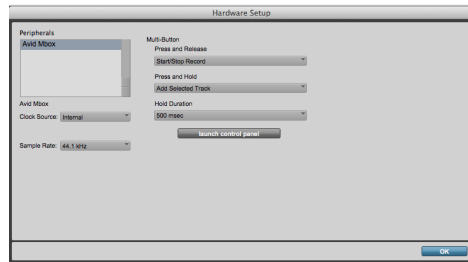 Hardware Setup
Peripherals
Avid Mbox
Avid Mbox
Clock Source: Internal
Sample Rate: 44.1 kHz
Multi-Button
Press and Release
Start/Stop Record
Press and Hold
Add Selected Track
Hold Duration
500 msec
launch control panel
OK